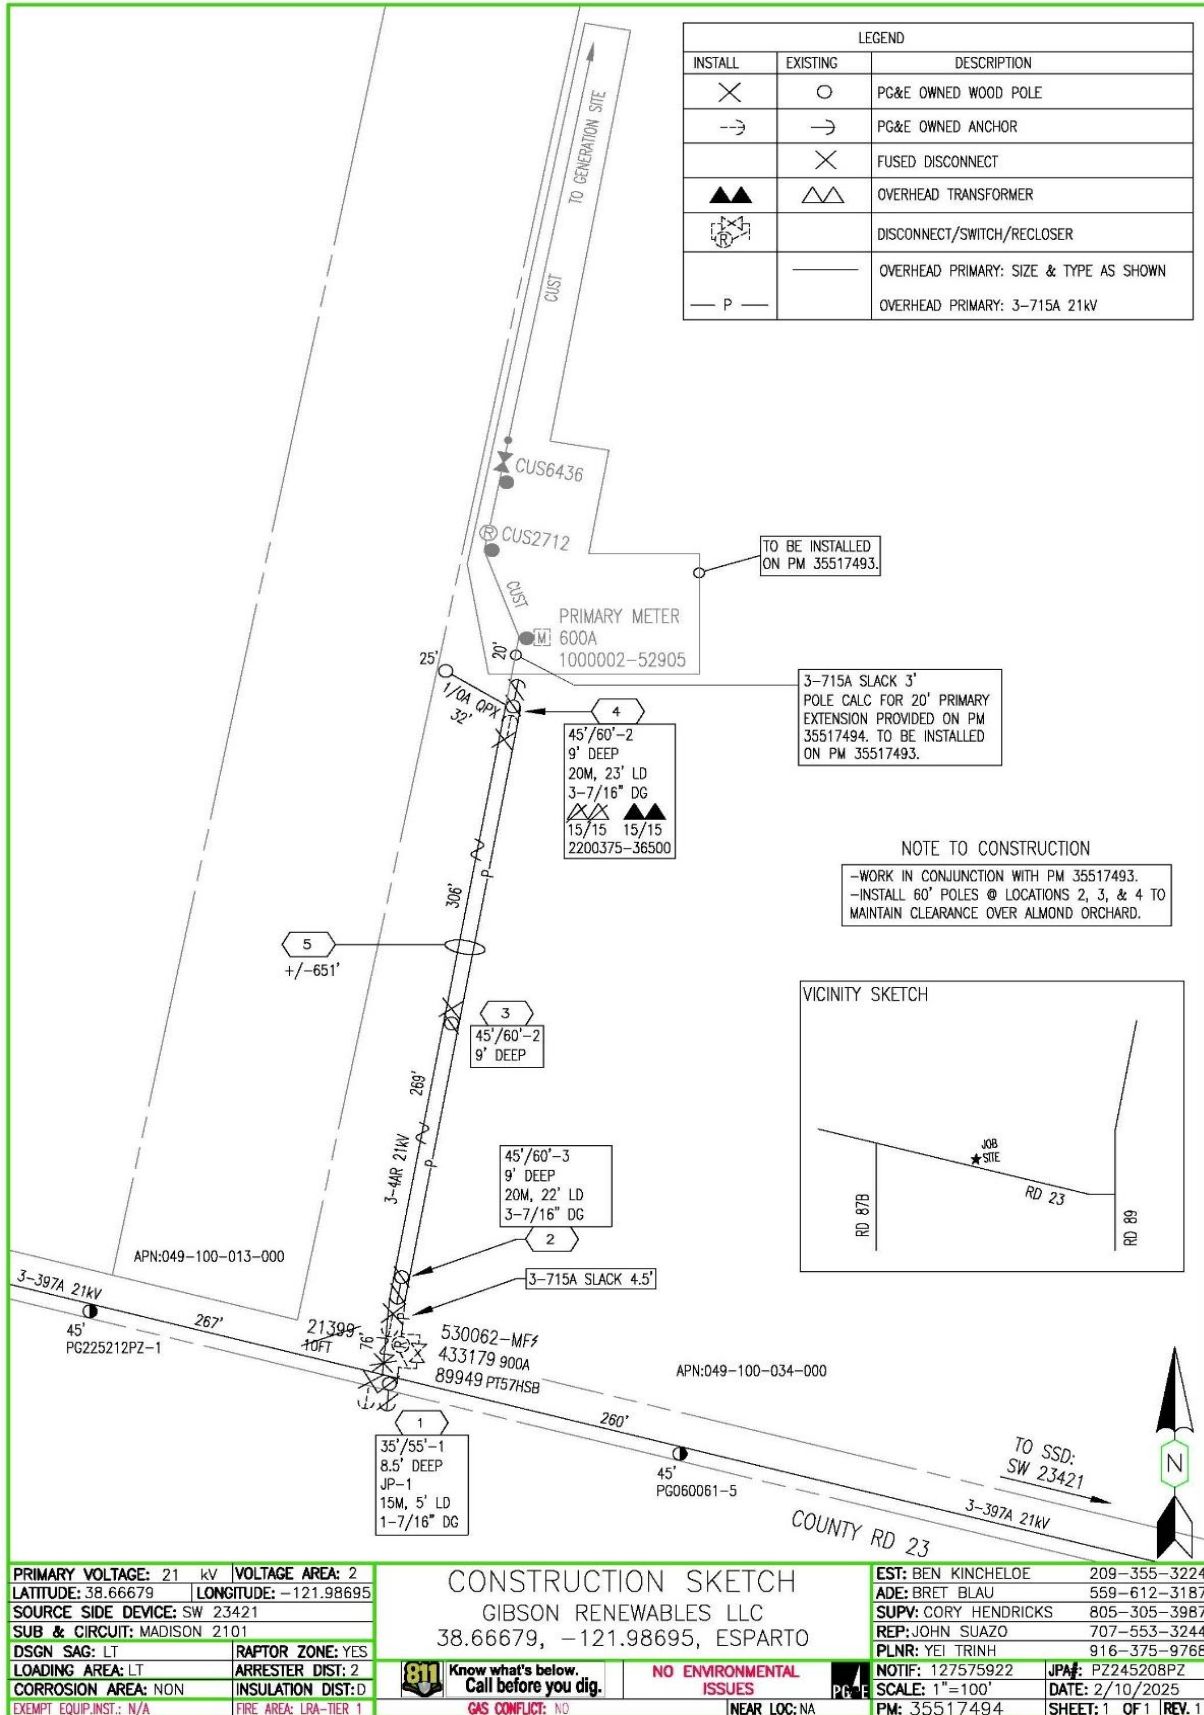 LEGEND
INSTALL EXISTING DESCRIPTION
PG&E OWNED WOOD POLE
PG&E OWNED ANCHOR
FUSED DISCONNECT
OVERHEAD TRANSFORMER
R DISCONNECT/SWITCH/RECLOSER
OVERHEAD PRIMARY: SIZE & TYPE AS SHOWN
— P — OVERHEAD PRIMARY: 3-715A 21kV
TO GENERATION SITE
CUST
CUS6436
R CUS2712
CUST
TO BE INSTALLED
ON PM 35517493.
PRIMARY METER
M 600A
1000002-52905
20'
25'
1/0A QPX
32'
3-715A SLACK 3'
POLE CALC FOR 20' PRIMARY
EXTENSION PROVIDED ON PM
35517494. TO BE INSTALLED
ON PM 35517493.
4
45'/60'-2
9' DEEP
20M, 23' LD
3-7/16" DG
15/15 15/15
2200375-36500
NOTE TO CONSTRUCTION
-WORK IN CONJUNCTION WITH PM 35517493.
-INSTALL 60' POLES @ LOCATIONS 2, 3, & 4 TO
MAINTAIN CLEARANCE OVER ALMOND ORCHARD.
306'
P
5
+/-651'
3
45'/60'-2
9' DEEP
269'
3-4AR 21kV
P
VICINITY SKETCH
JOB
SITE
RD 23
RD 87B
RD 89
45'/60'-3
9' DEEP
20M, 22' LD
3-7/16" DG
2
3-715A SLACK 4.5'
APN:049-100-013-000
3-397A 21kV
267'
45'
PG225212PZ-1
21399
10FT
76'
P
R
530062-MF
433179 900A
89949 PT57HSB
APN:049-100-034-000
1
35'/55'-1
8.5' DEEP
JP-1
15M, 5' LD
1-7/16" DG
260'
45'
PG060061-5
TO SSD:
SW 23421
3-397A 21kV
COUNTY RD 23
N
PRIMARY VOLTAGE: 21 kV VOLTAGE AREA: 2
LATITUDE: 38.66679 LONGITUDE: -121.98695
SOURCE SIDE DEVICE: SW 23421
SUB & CIRCUIT: MADISON 2101
DSGN SAG: LT RAPTOR ZONE: YES
LOADING AREA: LT ARRESTER DIST: 2
CORROSION AREA: NON INSULATION DIST:D
EXEMPT EQUIP.INST.: N/A FIRE AREA: LRA-TIER 1
CONSTRUCTION SKETCH
GIBSON RENEWABLES LLC
38.66679, -121.98695, ESPARTO
811 Know what's below.
Call before you dig.
NO ENVIRONMENTAL
ISSUES
PG&E
GAS CONFLICT: NO NEAR LOC: NA
EST: BEN KINCHELOE 209-355-3224
ADE: BRET BLAU 559-612-3187
SUPV: CORY HENDRICKS 805-305-3987
REP: JOHN SUAZO 707-553-3244
PLNR: YEI TRINH 916-375-9768
NOTIF: 127575922 JPA#: PZ245208PZ
SCALE: 1"=100' DATE: 2/10/2025
PM: 35517494 SHEET: 1 OF 1 REV. 1